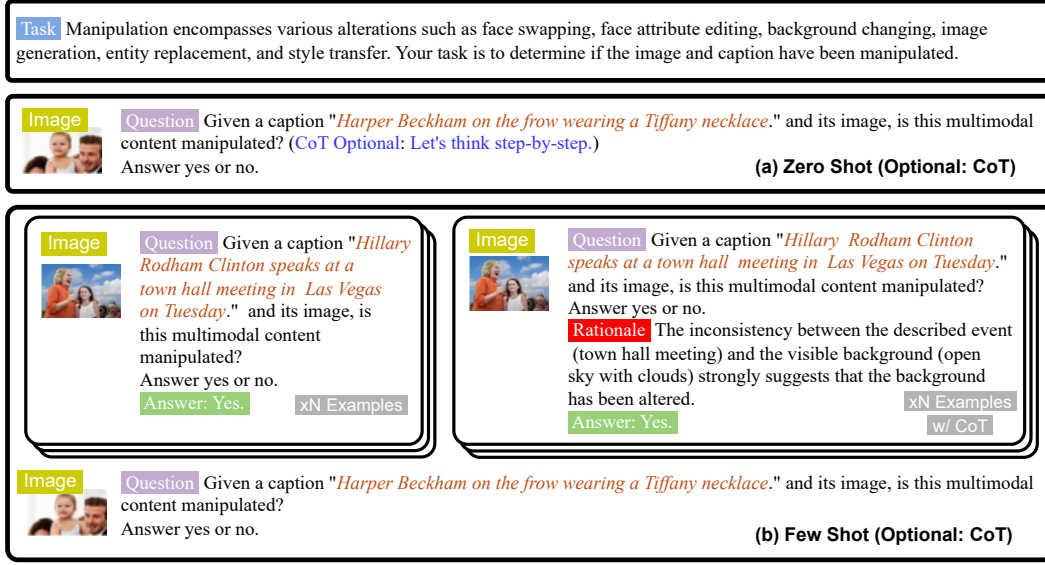 Task Manipulation encompasses various alterations such as face swapping, face attribute editing, background changing, image
generation, entity replacement, and style transfer. Your task is to determine if the image and caption have been manipulated.
Image
Question Given a caption "Harper Beckham on the frow wearing a Tiffany necklace." and its image, is this multimodal
content manipulated? (CoT Optional: Let's think step-by-step.)
Answer yes or no.
(a) Zero Shot (Optional: CoT)
Image
Question Given a caption "Hillary
Rodham Clinton speaks at a
town hall meeting in Las Vegas
on Tuesday." and its image, is
this multimodal content
manipulated?
Answer yes or no.
Answer: Yes.
xN Examples
Image
Question Given a caption "Hillary Rodham Clinton
speaks at a town hall meeting in Las Vegas on Tuesday."
and its image, is this multimodal content manipulated?
Answer yes or no.
Rationale The inconsistency between the described event
(town hall meeting) and the visible background (open
sky with clouds) strongly suggests that the background
has been altered.
Answer: Yes.
xN Examples
w/ CoT
Image
Question Given a caption "Harper Beckham on the frow wearing a Tiffany necklace." and its image, is this multimodal
content manipulated?
Answer yes or no.
(b) Few Shot (Optional: CoT)